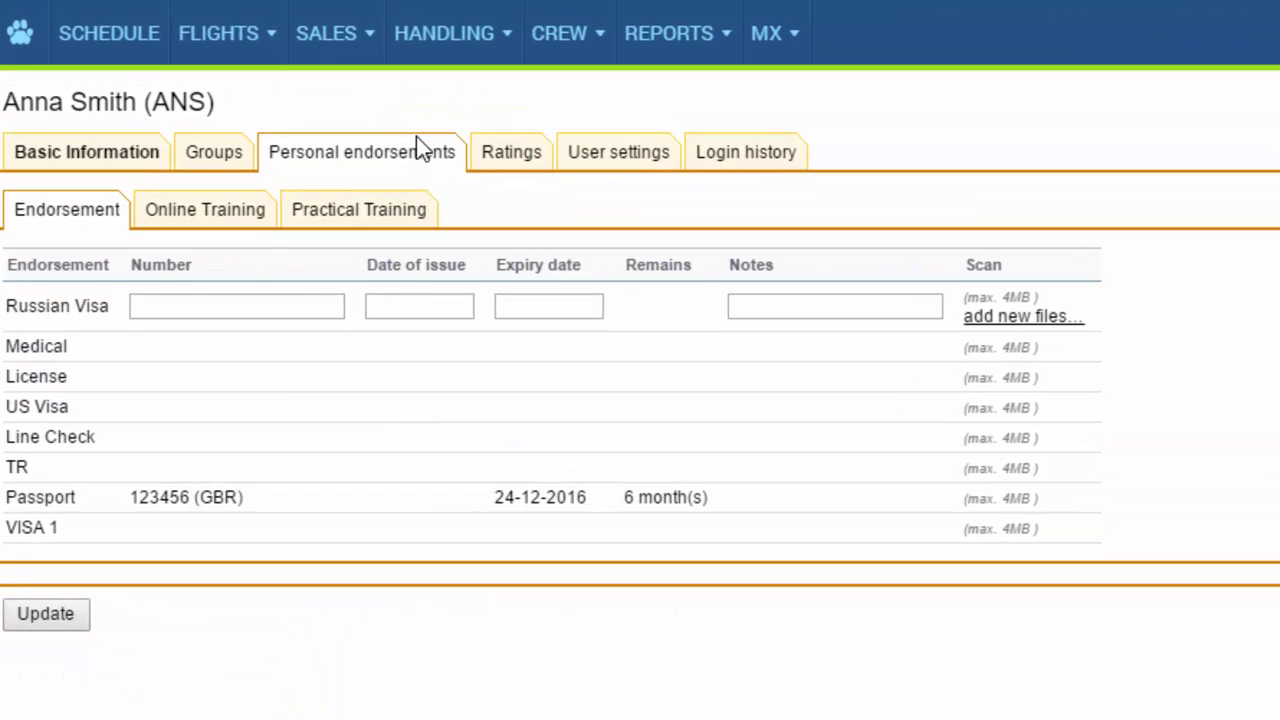 SCHEDULE FLIGHTS SALES HANDLING CREW REPORTS MX
Anna Smith (ANS)
Basic Information Groups Personal endorsements Ratings User settings Login history
Endorsement Online Training Practical Training
Endorsement Number Date of issue Expiry date Remains Notes Scan
Russian Visa (max. 4MB )
add new files...
Medical (max. 4MB )
License (max. 4MB )
US Visa (max. 4MB )
Line Check (max. 4MB )
TR (max. 4MB )
Passport 123456 (GBR) 24-12-2016 6 month(s) (max. 4MB )
VISA 1 (max. 4MB )
Update